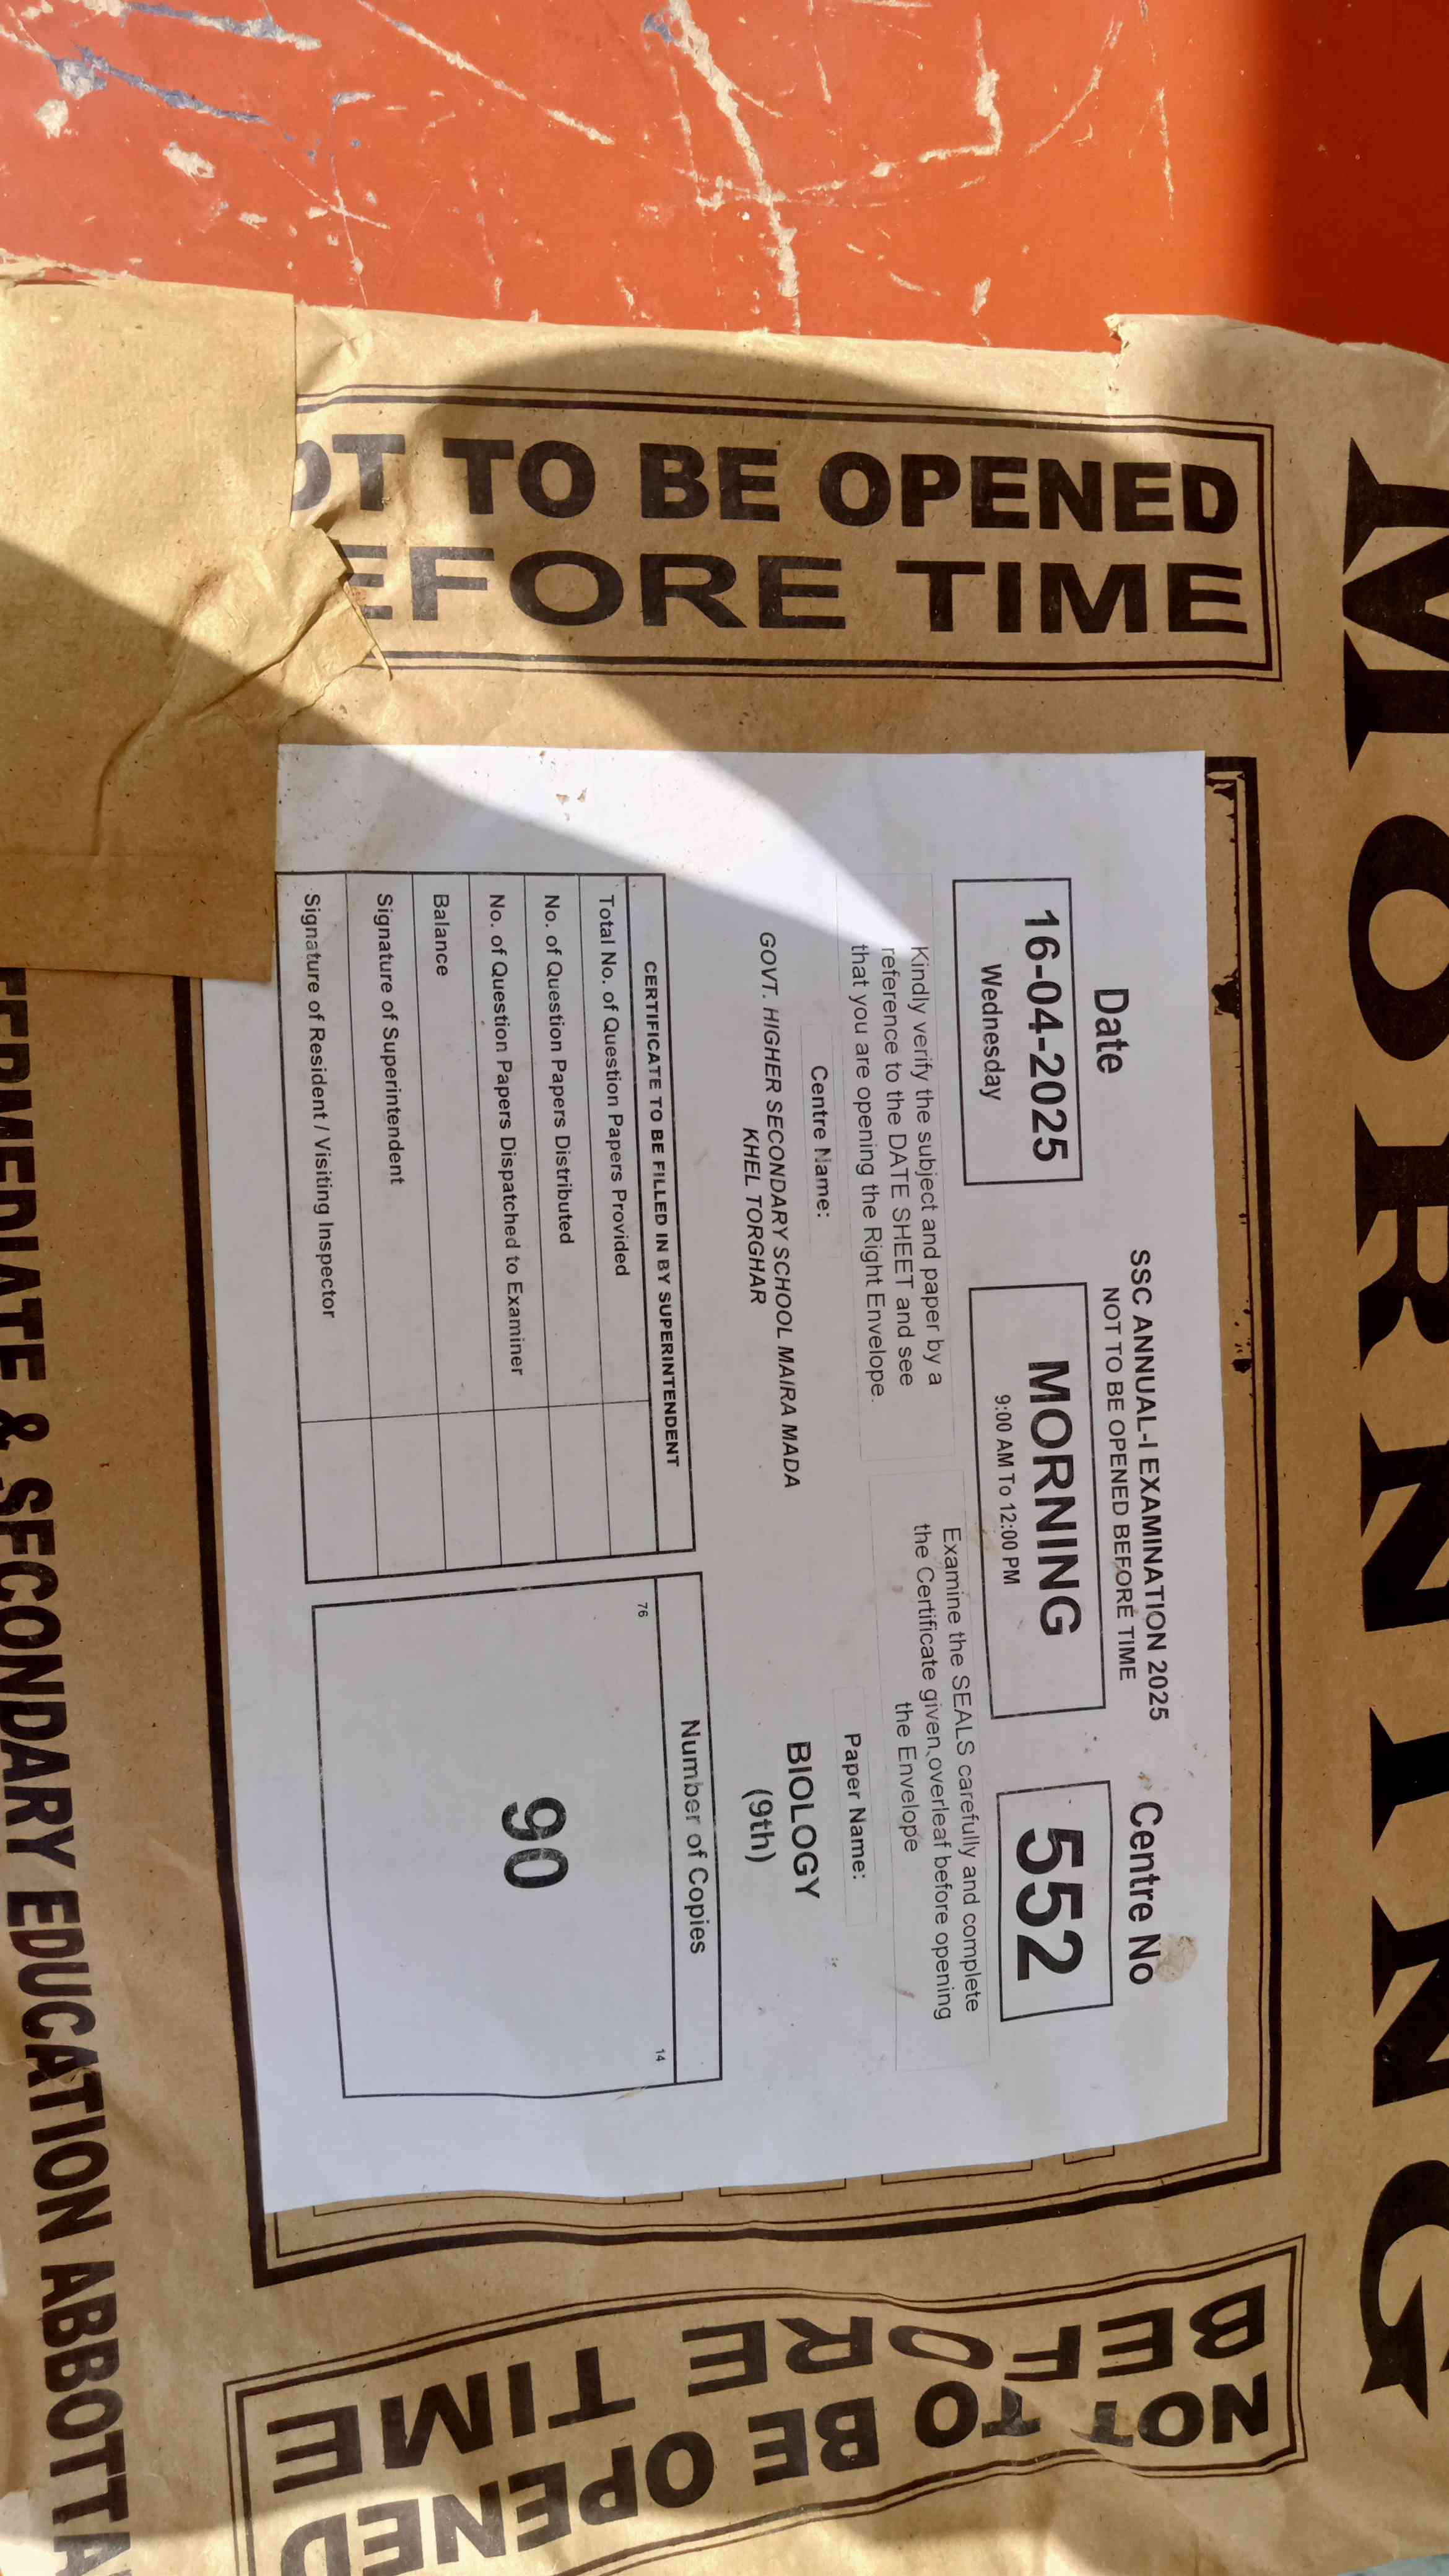 MORNING
TO BE OPENED
TIME
SSC ANNUAL-I EXAMINATION 2025
NOT TO BE OPENED BEFORE TIME
Date
16-04-2025
Wednesday
MORNING
9:00 AM To 12:00 PM
Centre No
552
Kindly verify the subject and paper by a
reference to the DATE SHEET and see
that you are opening the Right Envelope.
Examine the SEALS carefully and complete
the Certificate given overleaf before opening
the Envelope
Centre Name:
GOVT. HIGHER SECONDARY SCHOOL MAIRA MADA
KHEL TORGHAR
Paper Name:
BIOLOGY
(9th)
CERTIFICATE TO BE FILLED IN BY SUPERINTENDENT
Total No. of Question Papers Provided
No. of Question Papers Distributed
No. of Question Papers Dispatched to Examiner
Balance
Signature of Superintendent
Signature of Resident / Visiting Inspector
Number of Copies
76
14
90
NOT TO BE OPENED
BEFORE TIME
& SECONDARY EDUCATION